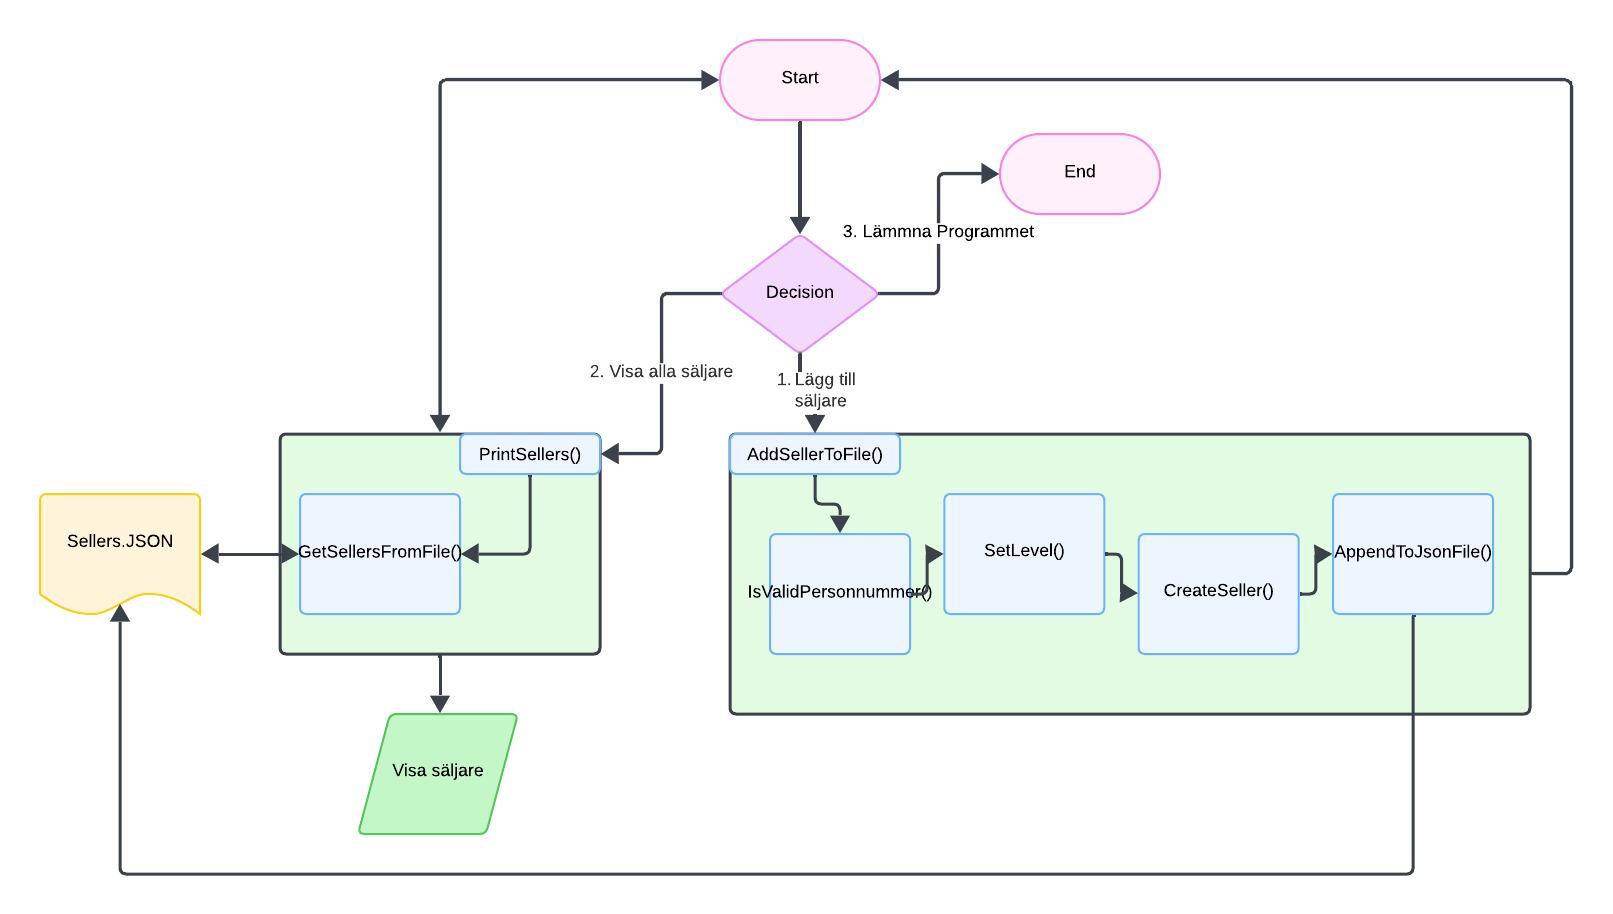 Start
End
3. Lämmna Programmet
Decision
2. Visa alla säljare
1. Lägg till
säljare
PrintSellers()
AddSellerToFile()
Sellers.JSON
GetSellersFromFile()
SetLevel()
AppendToJsonFile()
IsValidPersonnummer()
CreateSeller()
Visa säljare